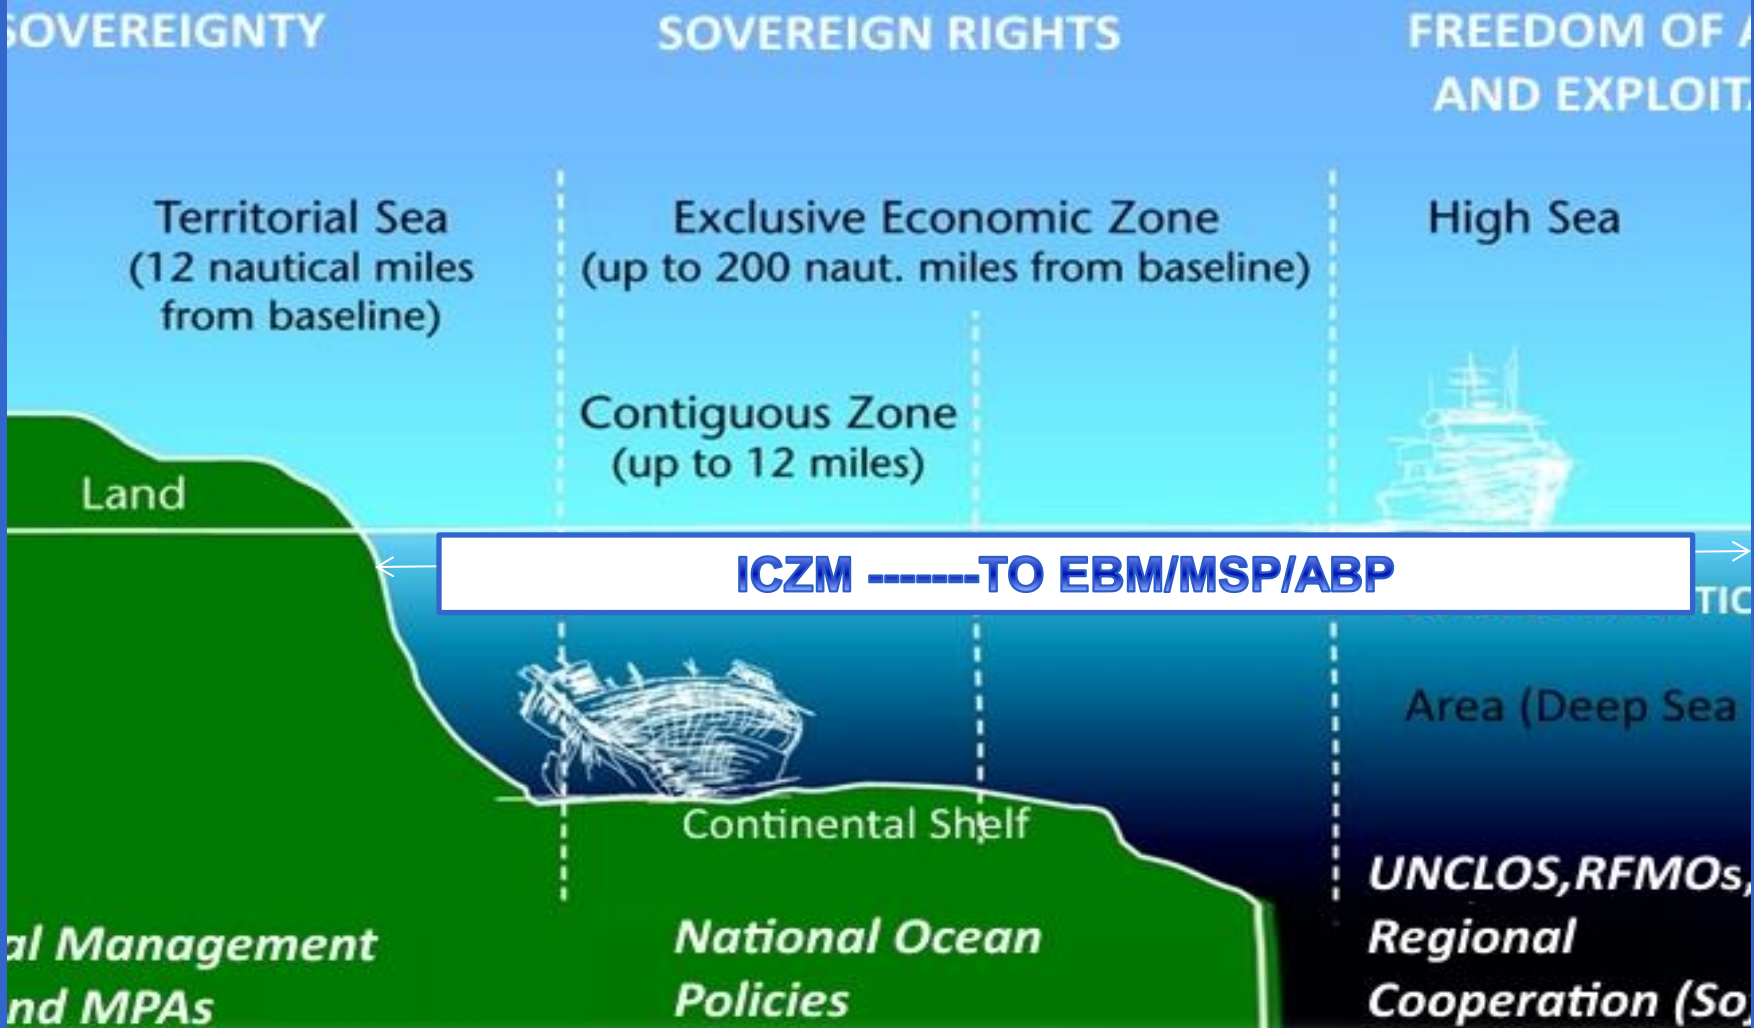 SOVEREIGNTY
SOVEREIGN RIGHTS
FREEDOM OF
AND EXPLOIT
Territorial Sea
(12 nautical miles
from baseline)
Exclusive Economic Zone
(up to 200 naut. miles from baseline)
High Sea
Contiguous Zone
(up to 12 miles)
Land
ICZM -------TO EBM/MSP/ABP
Area (Deep Sea
Continental Shelf
al Management
nd MPAs
National Ocean
Policies
UNCLOS,RFMOs,
Regional
Cooperation